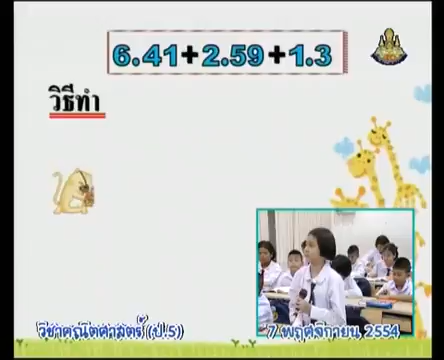 6.41+2.59+1.3
วิธีทำ
วิชาคณิตศาสตร์ (ป.5)
7 พฤศจิกายน 2554